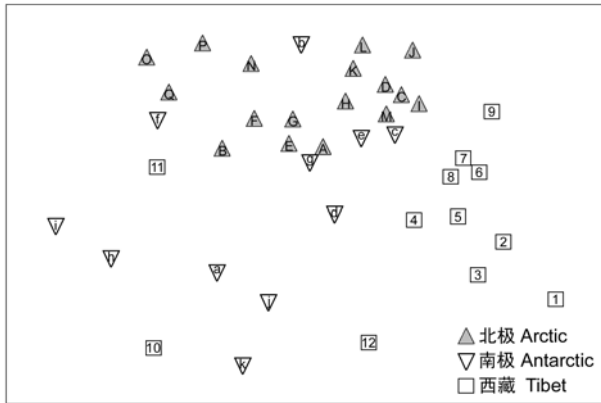 P b L J
O N K
D
Q C
H I
9
f F G M
e c
B E A
g 7
11 8 6
d
4 5
i
2
h
a 3
j 1
10 12
k
北极 Arctic
南极 Antarctic
西藏 Tibet